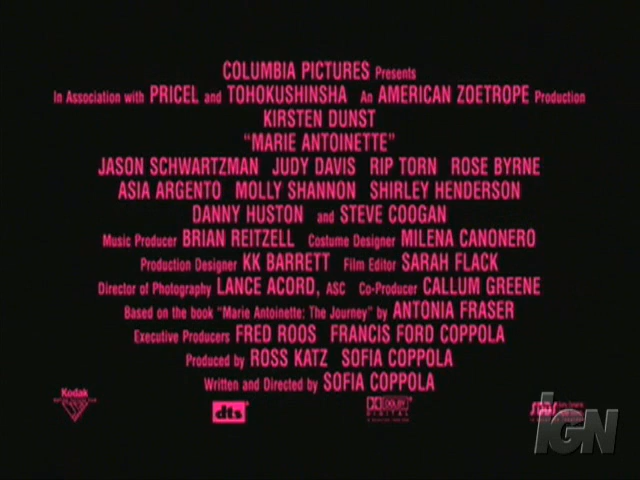 COLUMBIA PICTURES Presents
In Association with PRICEL and TOHOKUSHINSHA An AMERICAN ZOETROPE Production
KIRSTEN DUNST
“MARIE ANTOINETTE”
JASON SCHWARTZMAN JUDY DAVIS RIP TORN ROSE BYRNE
ASIA ARGENTO MOLLY SHANNON SHIRLEY HENDERSON
DANNY HUSTON and STEVE COOGAN
Music Producer BRIAN REITZELL Costume Designer MILENA CANONERO
Production Designer KK BARRETT Film Editor SARAH FLACK
Director of Photography LANCE ACORD, ASC Co-Producer CALLUM GREENE
Based on the book “Marie Antoinette: The Journey” by ANTONIA FRASER
Executive Producers FRED ROOS FRANCIS FORD COPPOLA
Produced by ROSS KATZ SOFIA COPPOLA
Written and Directed by SOFIA COPPOLA
Kodak
dts
DOLBY
DIGITAL
IGN